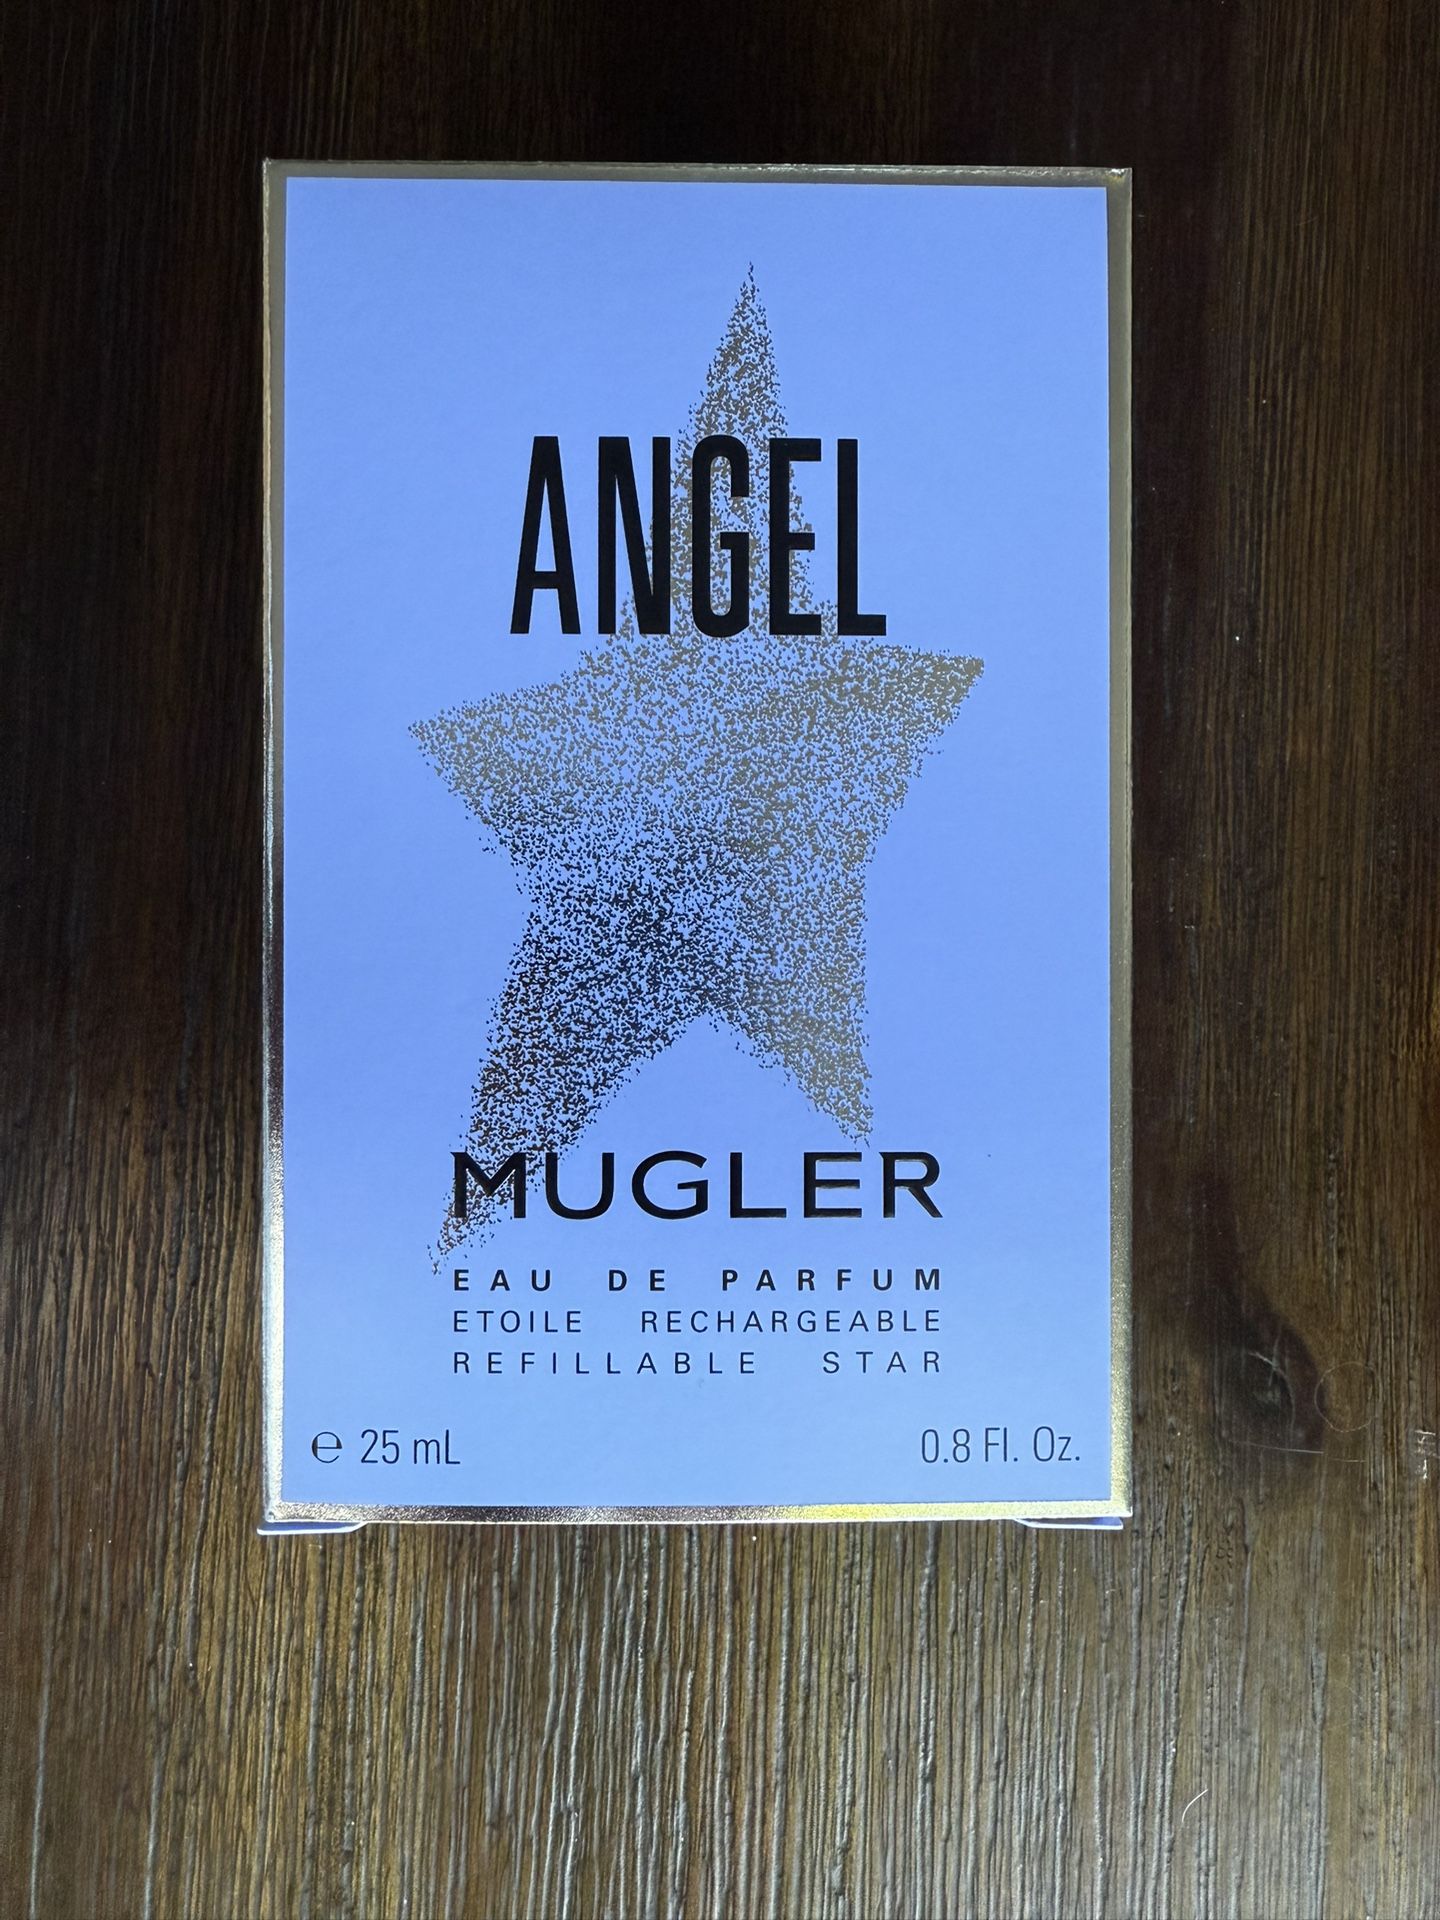 ANGEL
MUGLER
EAU DE PARFUM
ETOILE RECHARGEABLE
REFILLABLE STAR
℮ 25 mL 0.8 Fl. Oz.